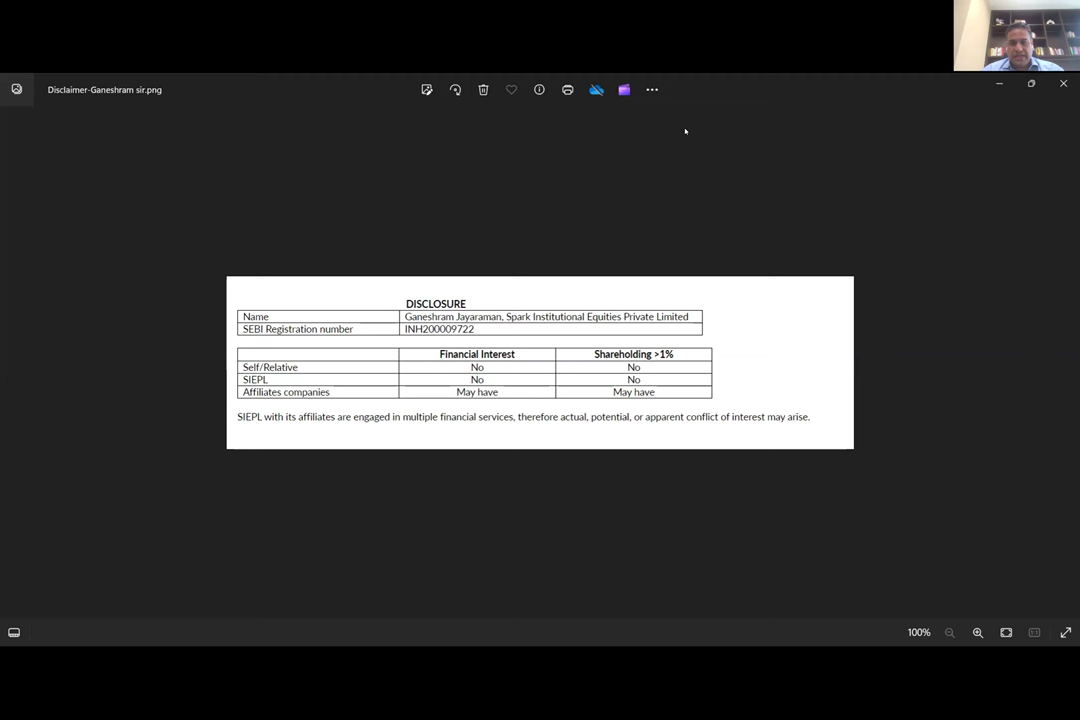 Disclaimer-Ganeshram sir.png
DISCLOSURE
Name Ganeshram Jayaraman, Spark Institutional Equities Private Limited
SEBI Registration number INH200009722
Financial Interest Shareholding >1%
Self/Relative No No
SIEPL No No
Affiliates companies May have May have
SIEPL with its affiliates are engaged in multiple financial services, therefore actual, potential, or apparent conflict of interest may arise.
100%